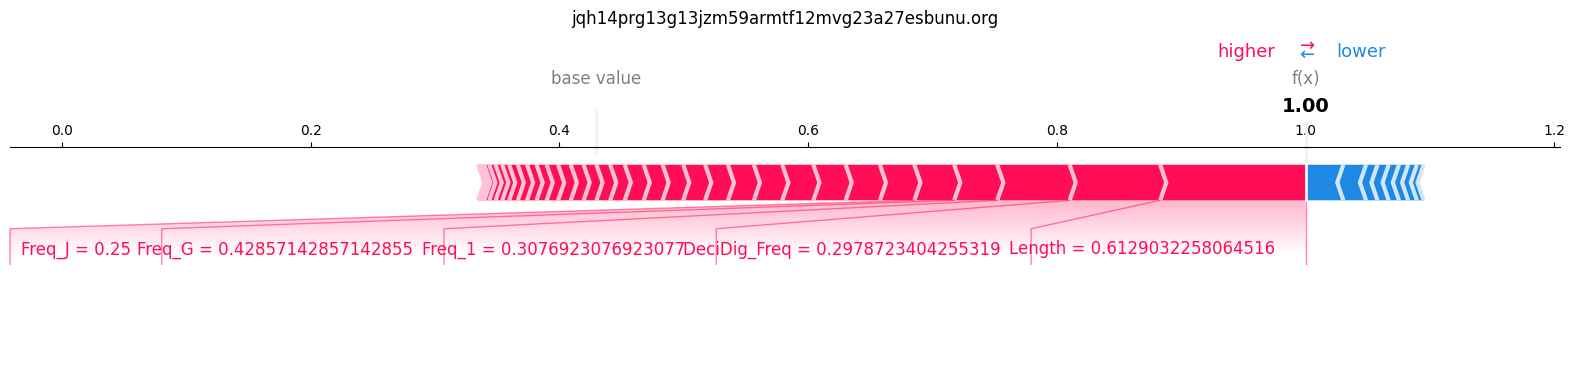 jqh14prg13g13jzm59armtf12mvg23a27esbunu.org
higher ⇄ lower
base value f(x)
1.00
0.0 0.2 0.4 0.6 0.8 1.0 1.2
Freq_J = 0.25 Freq_G = 0.42857142857142855 Freq_1 = 0.3076923076923077 DeciDig_Freq = 0.2978723404255319 Length = 0.6129032258064516